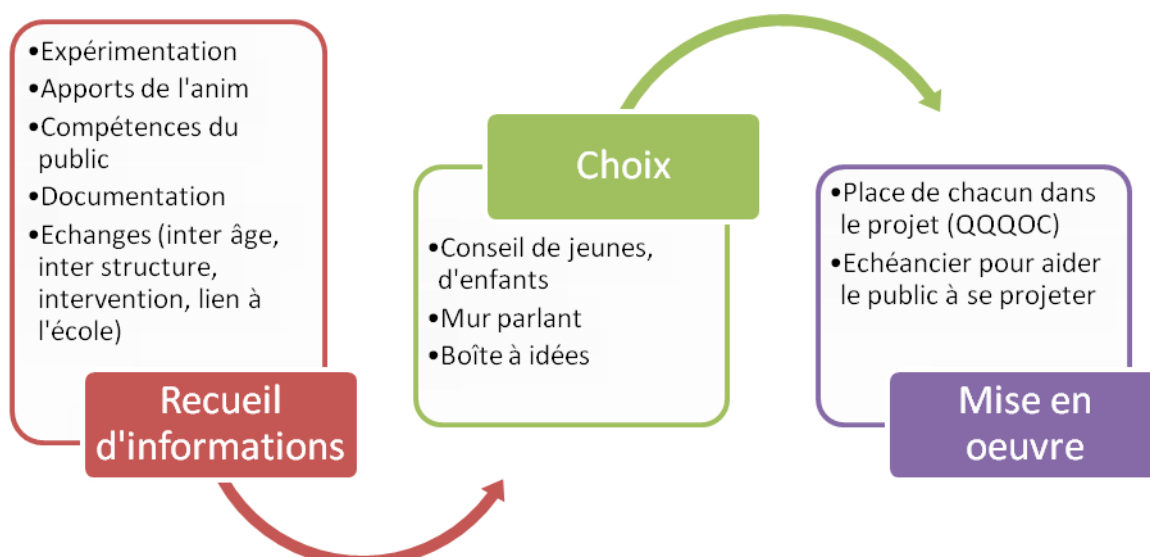 •Expérimentation
•Apports de l'anim
•Compétences du
public
•Documentation
•Echanges (inter âge,
inter structure,
intervention, lien à
l'école)
Recueil
d'informations
Choix
•Conseil de jeunes,
d'enfants
•Mur parlant
•Boîte à idées
•Place de chacun dans
le projet (QQQOC)
•Echéancier pour aider
le public à se projeter
Mise en
oeuvre